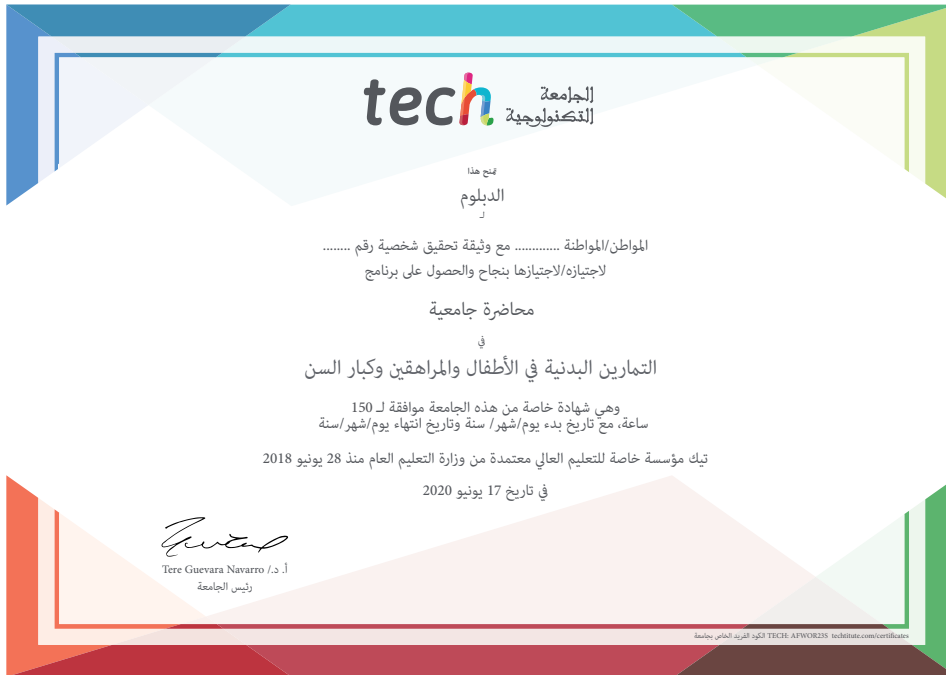 tech الجامعة
التكنولوجية
يمنح هذا
الدبلوم
لـ
المواطن/المواطنة ............ مع وثيقة تحقيق شخصية رقم ........
لاجتيازه/لاجتيازها بنجاح والحصول على برنامج
محاضرة جامعية
في
التمارين البدنية في الأطفال والمراهقين وكبار السن
وهي شهادة خاصة من هذه الجامعة موافقة لـ 150
ساعة، مع تاريخ بدء يوم/شهر/ سنة وتاريخ انتهاء يوم/شهر/سنة
تيك مؤسسة خاصة للتعليم العالي معتمدة من وزارة التعليم العام منذ 28 يونيو 2018
في تاريخ 17 يونيو 2020
أ. د./ Tere Guevara Navarro
رئيس الجامعة
الكود الفريد الخاص بجامعة TECH: AFWOR23S techtitute.com/certificates